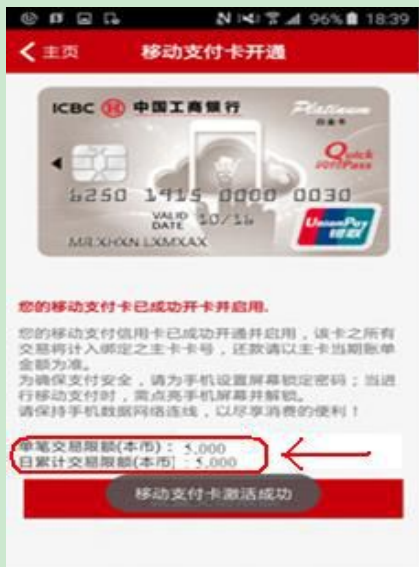 96% 18:39
主页 移动支付卡开通
ICBC 中国工商银行 Platinum
白金卡
Quick
Pass
6250 1915 0000 0030
VALID DATE 10/16
UnionPay
银联
您的移动支付卡已成功开卡并启用.
您的移动支付信用卡已成功开通并启用，该卡之所有
交易将计入绑定之主卡卡号，还款请以主卡当期账单
金额为准。
为确保支付安全，请为手机设置屏幕锁定密码；当进
行移动支付时，需点亮手机屏幕并解锁。
请保持手机数据网络连线，以尽享消费的便利！
单笔交易限额(本币)：5,000
日累计交易限额(本币)：5,000
移动支付卡激活成功